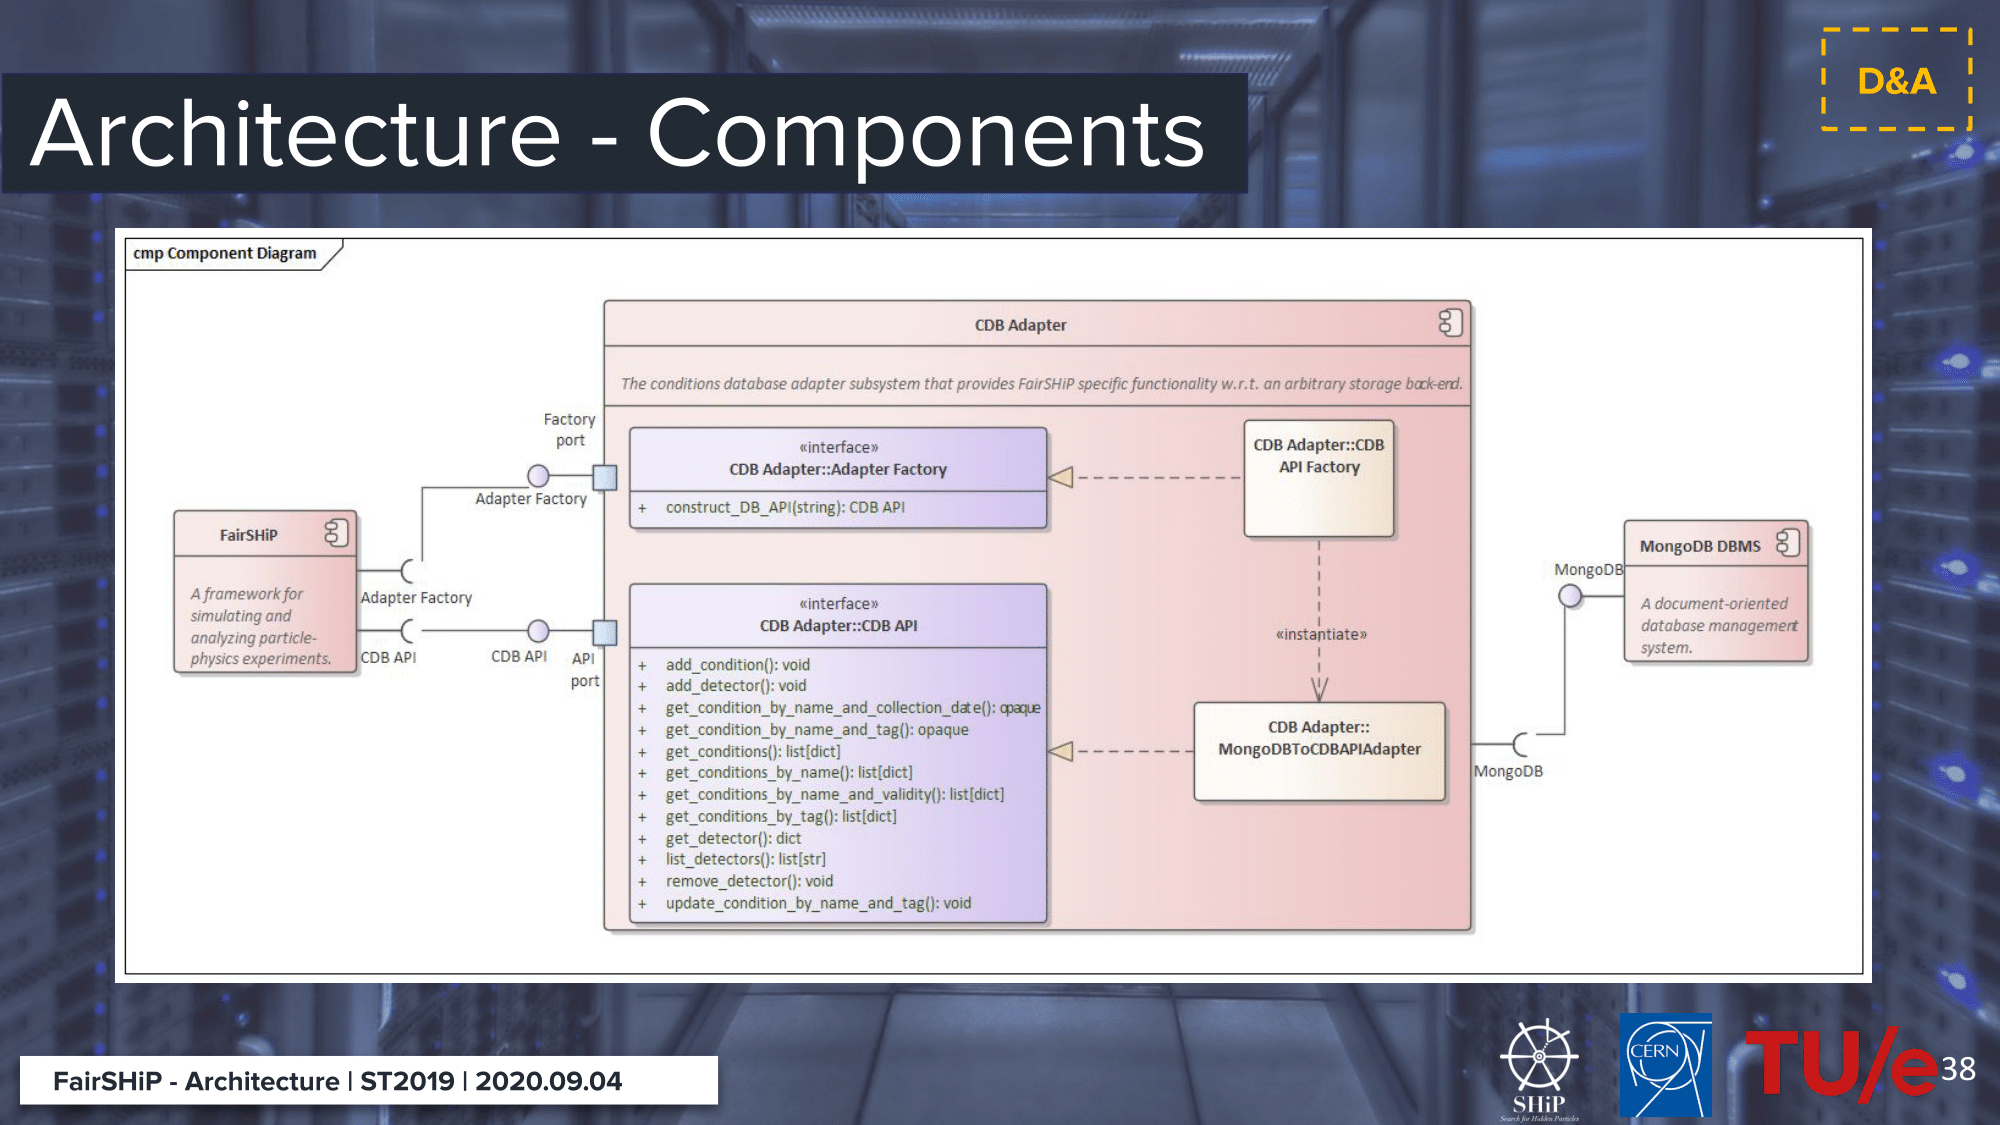 D&A
Architecture - Components
cmp Component Diagram
CDB Adapter
The conditions database adapter subsystem that provides FairSHiP specific functionality w.r.t. an arbitrary storage back-end.
Factory
port
Adapter Factory
«interface»
CDB Adapter::Adapter Factory
+ construct_DB_API(string): CDB API
CDB Adapter::CDB
API Factory
FairSHiP
A framework for
simulating and
analyzing particle-
physics experiments.
Adapter Factory
CDB API
CDB API
API
port
«interface»
CDB Adapter::CDB API
+ add_condition(): void
+ add_detector(): void
+ get_condition_by_name_and_collection_date(): opaque
+ get_condition_by_name_and_tag(): opaque
+ get_conditions(): list[dict]
+ get_conditions_by_name(): list[dict]
+ get_conditions_by_name_and_validity(): list[dict]
+ get_conditions_by_tag(): list[dict]
+ get_detector(): dict
+ list_detectors(): list[str]
+ remove_detector(): void
+ update_condition_by_name_and_tag(): void
«instantiate»
CDB Adapter::
MongoDBToCDBAPIAdapter
MongoDB
MongoDB
MongoDB DBMS
A document-oriented
database management
system.
FairSHiP - Architecture | ST2019 | 2020.09.04
SHiP
Search for Hidden Particles
CERN
TU/e
38